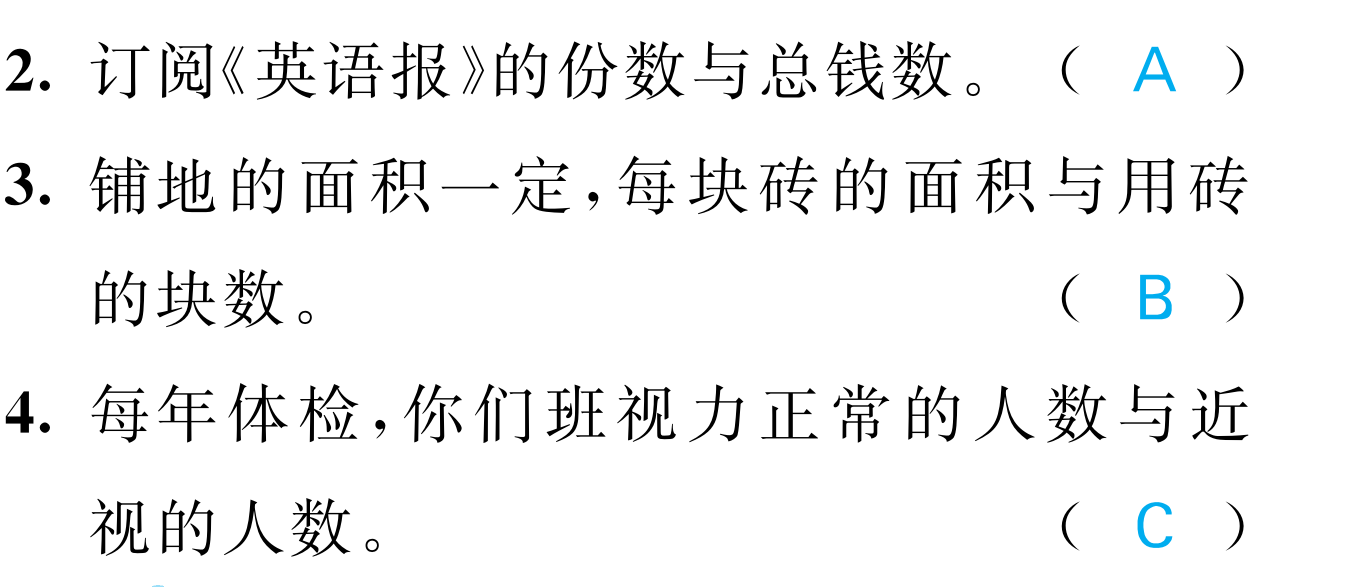 2. 订阅《英语报》的份数与总钱数。（ A ）
3. 铺地的面积一定,每块砖的面积与用砖
的块数。（ B ）
4. 每年体检,你们班视力正常的人数与近
视的人数。（ C ）